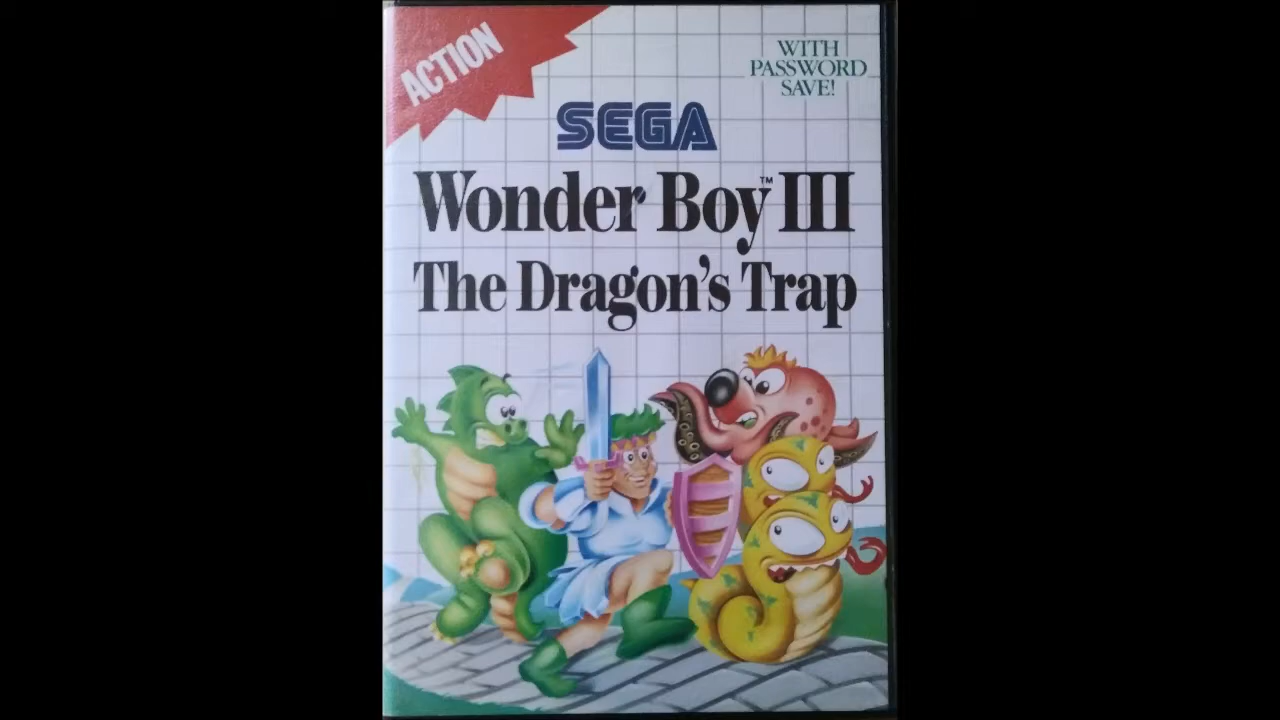 ACTION
WITH
PASSWORD
SAVE!
SEGA
Wonder Boy™ III
The Dragon's Trap